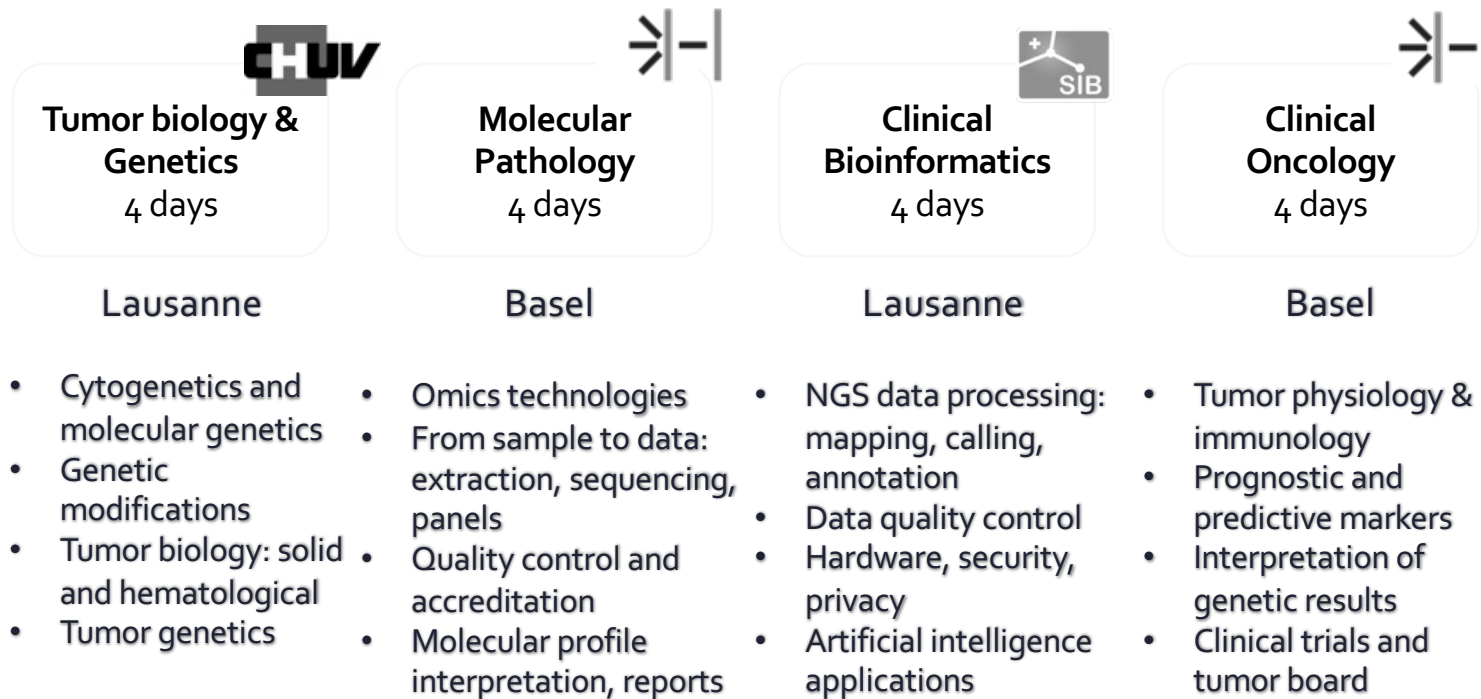 CHUV
SIB
Tumor biology &
Genetics
4 days
Lausanne
• Cytogenetics and
molecular genetics
• Genetic
modifications
• Tumor biology: solid
and hematological
• Tumor genetics
Molecular
Pathology
4 days
Basel
• Omics technologies
• From sample to data:
extraction, sequencing,
panels
• Quality control and
accreditation
• Molecular profile
interpretation, reports
Clinical
Bioinformatics
4 days
Lausanne
• NGS data processing:
mapping, calling,
annotation
• Data quality control
• Hardware, security,
privacy
• Artificial intelligence
applications
Clinical
Oncology
4 days
Basel
• Tumor physiology &
immunology
• Prognostic and
predictive markers
• Interpretation of
genetic results
• Clinical trials and
tumor board